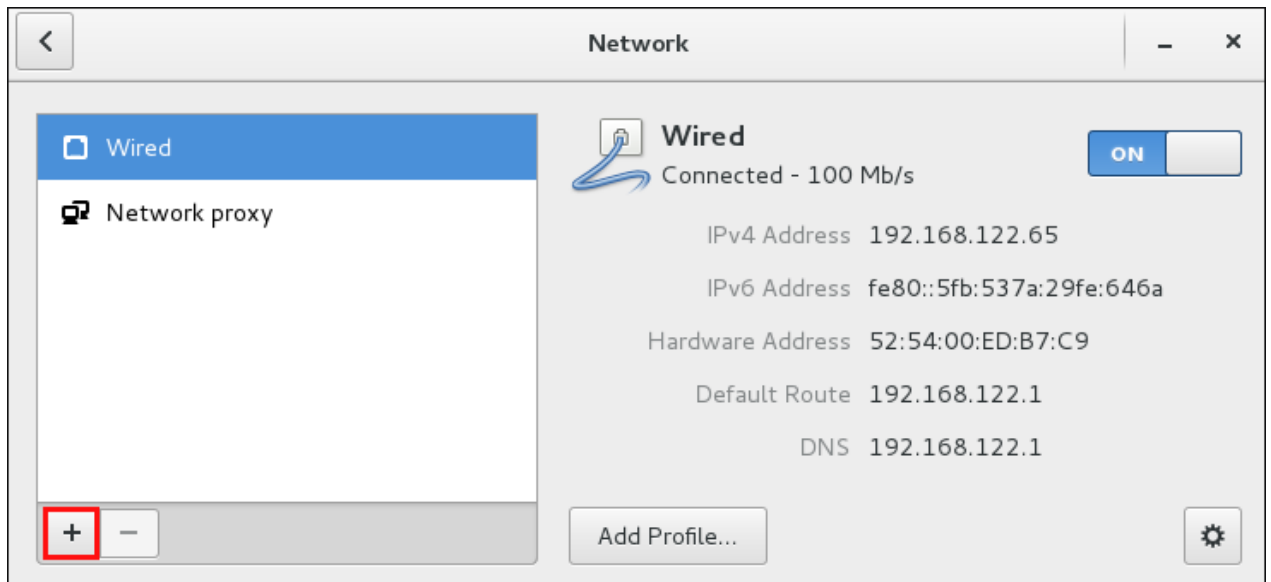 Network
Wired
Network proxy
Wired
Connected - 100 Mb/s
ON
IPv4 Address 192.168.122.65
IPv6 Address fe80::5fb:537a:29fe:646a
Hardware Address 52:54:00:ED:B7:C9
Default Route 192.168.122.1
DNS 192.168.122.1
Add Profile...